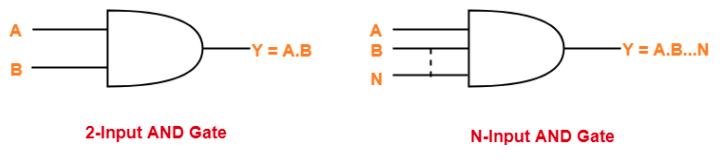 A
B
Y = A.B
2-Input AND Gate
A
B
N
Y = A.B...N
N-Input AND Gate